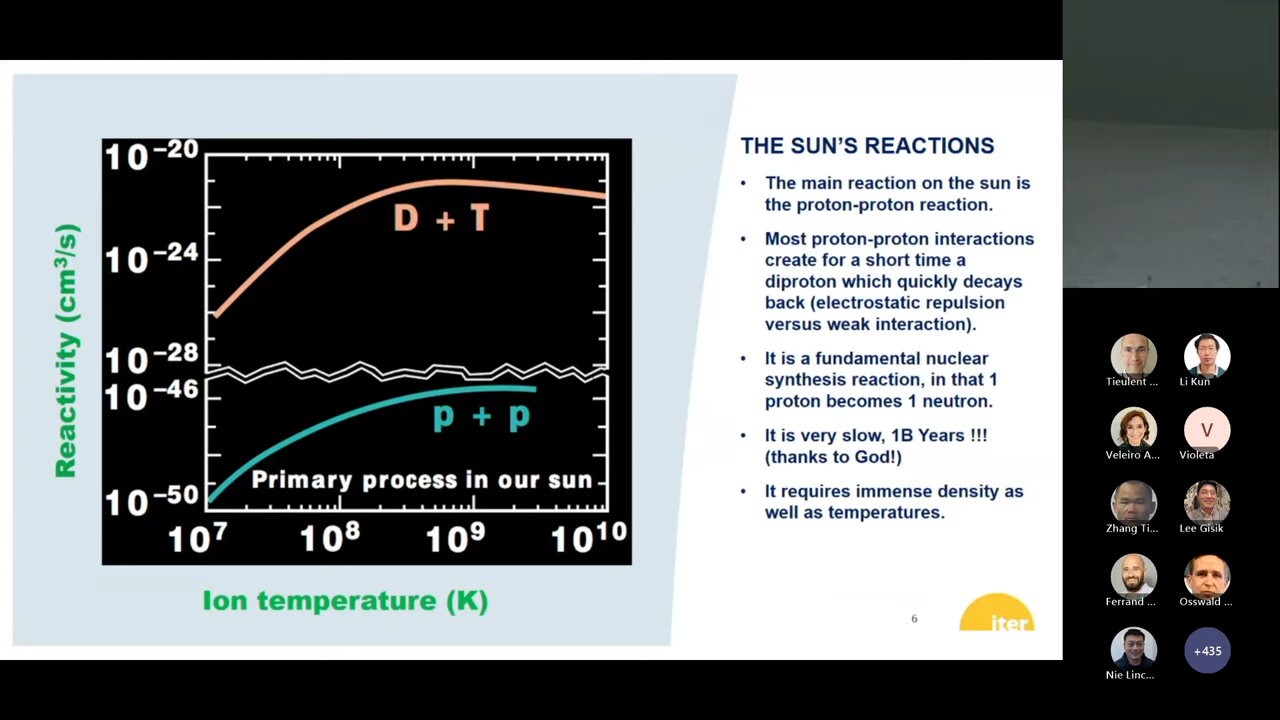 10⁻²⁰
D + T
10⁻²⁴
10⁻²⁸
10⁻⁴⁶
p + p
Primary process in our sun
10⁻⁵⁰
10⁷ 10⁸ 10⁹ 10¹⁰
Reactivity (cm³/s)
Ion temperature (K)
THE SUN'S REACTIONS
• The main reaction on the sun is
the proton-proton reaction.
• Most proton-proton interactions
create for a short time a
diproton which quickly decays
back (electrostatic repulsion
versus weak interaction).
• It is a fundamental nuclear
synthesis reaction, in that 1
proton becomes 1 neutron.
• It is very slow, 1B Years !!!
(thanks to God!)
• It requires immense density as
well as temperatures.
6
iter
Tieulent ... Li Kun
V
Veleiro A... Violeta
Zhang Ti... Lee Gisik
Ferrand ... Osswald ...
+435
Nie Linc...